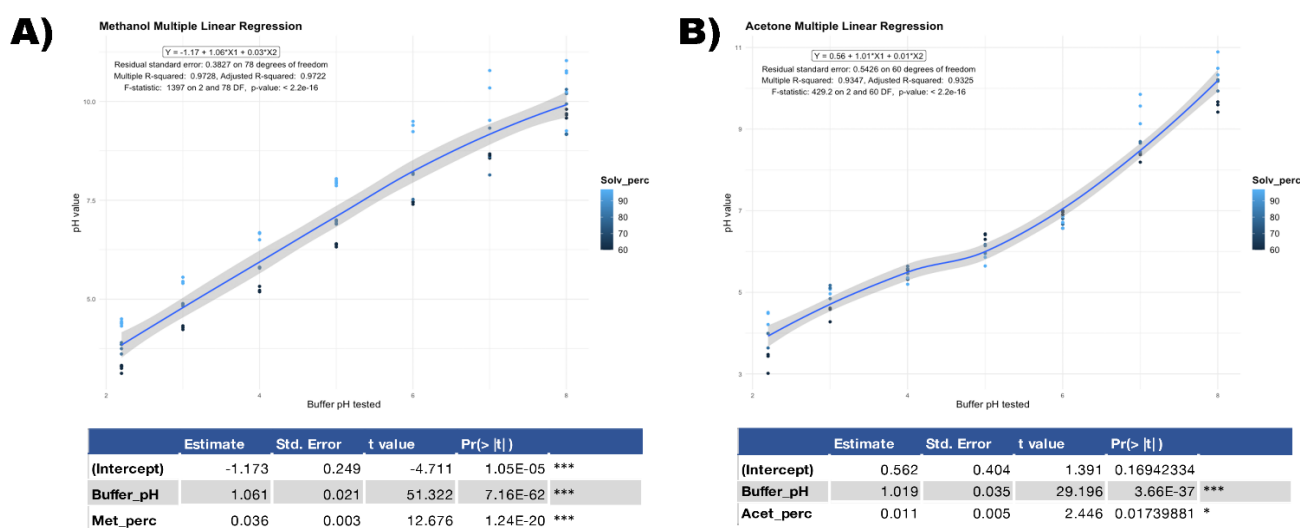 A)
Methanol Multiple Linear Regression
Y = -1.17 + 1.06*X1 + 0.03*X2
Residual standard error: 0.3827 on 78 degrees of freedom
Multiple R-squared: 0.9728, Adjusted R-squared: 0.9722
F-statistic: 1397 on 2 and 78 DF, p-value: < 2.2e-16
pH value
10.0
7.5
5.0
2 4 6 8
Buffer pH tested
Solv_perc
90
80
70
60
Estimate Std. Error t value Pr(> |t|)
(Intercept) -1.173 0.249 -4.711 1.05E-05 ***
Buffer_pH 1.061 0.021 51.322 7.16E-62 ***
Met_perc 0.036 0.003 12.676 1.24E-20 ***
B)
Acetone Multiple Linear Regression
Y = 0.56 + 1.01*X1 + 0.01*X2
Residual standard error: 0.5426 on 60 degrees of freedom
Multiple R-squared: 0.9347, Adjusted R-squared: 0.9325
F-statistic: 429.2 on 2 and 60 DF, p-value: < 2.2e-16
pH value
11
9
7
5
3
2 4 6 8
Buffer pH tested
Solv_perc
90
80
70
60
Estimate Std. Error t value Pr(> |t|)
(Intercept) 0.562 0.404 1.391 0.16942334
Buffer_pH 1.019 0.035 29.196 3.66E-37 ***
Acet_perc 0.011 0.005 2.446 0.01739881 *